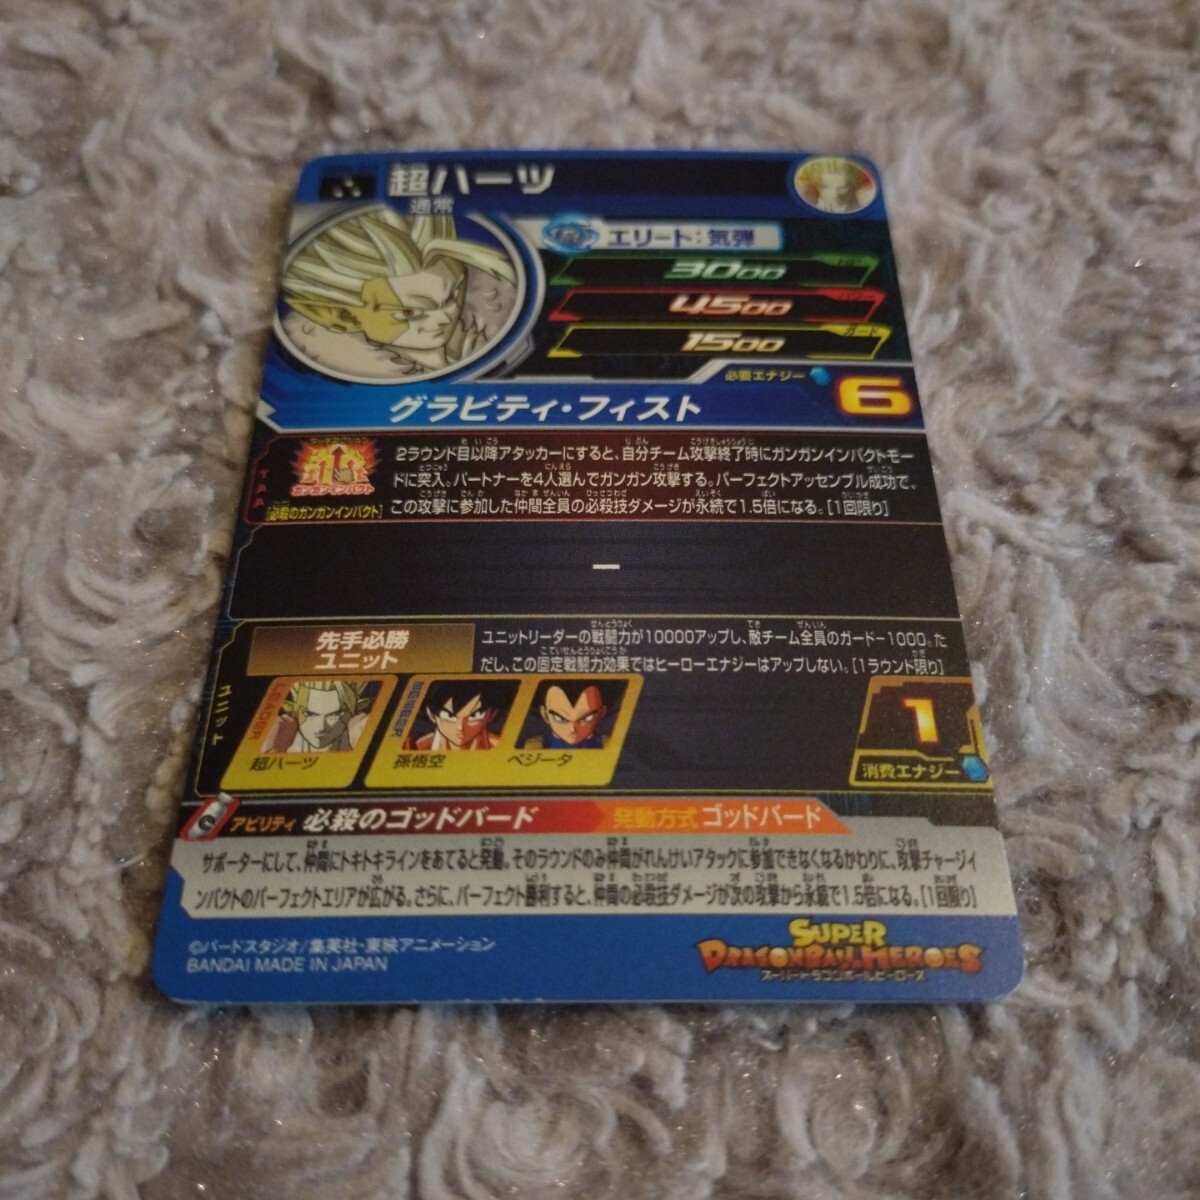 超ハーツ
通常
エリート:気弾
3000
パワー
4500
ガード
1500
必要エナジー
6
グラビティ・フィスト
ガンガンインパクト
[必殺のガンガンインパクト]
2ラウンド目以降アタッカーにすると、自分チーム攻撃終了時にガンガンインパクトモー
ドに突入。パートナーを4人選んでガンガン攻撃する。パーフェクトアッセンブル成功で、
この攻撃に参加した仲間全員の必殺技ダメージが永続で1.5倍になる。[1回限り]
ー
ユニット
先手必勝
ユニット
ユニットリーダーの戦闘力が10000アップし、敵チーム全員のガード-1000。た
だし、この固定戦闘力効果ではヒーローエナジーはアップしない。[1ラウンド限り]
LEADER
超ハーツ
MEMBER
孫悟空
ベジータ
1
消費エナジー
アビリティ 必殺のゴッドバード
発動方式 ゴッドバード
サポーターにして、仲間にトキトキラインをあてると発動。そのラウンドのみ仲間がれんけいアタックに参加できなくなるかわりに、攻撃チャージイ
ンパクトのパーフェクトエリアが広がる。さらに、パーフェクト勝利すると、仲間の必殺技ダメージが次の攻撃から永続で1.5倍になる。[1回限り]
©バードスタジオ/集英社・東映アニメーション
BANDAI MADE IN JAPAN
SUPER
DRAGONBALL HEROES
スーパードラゴンボールヒーローズ